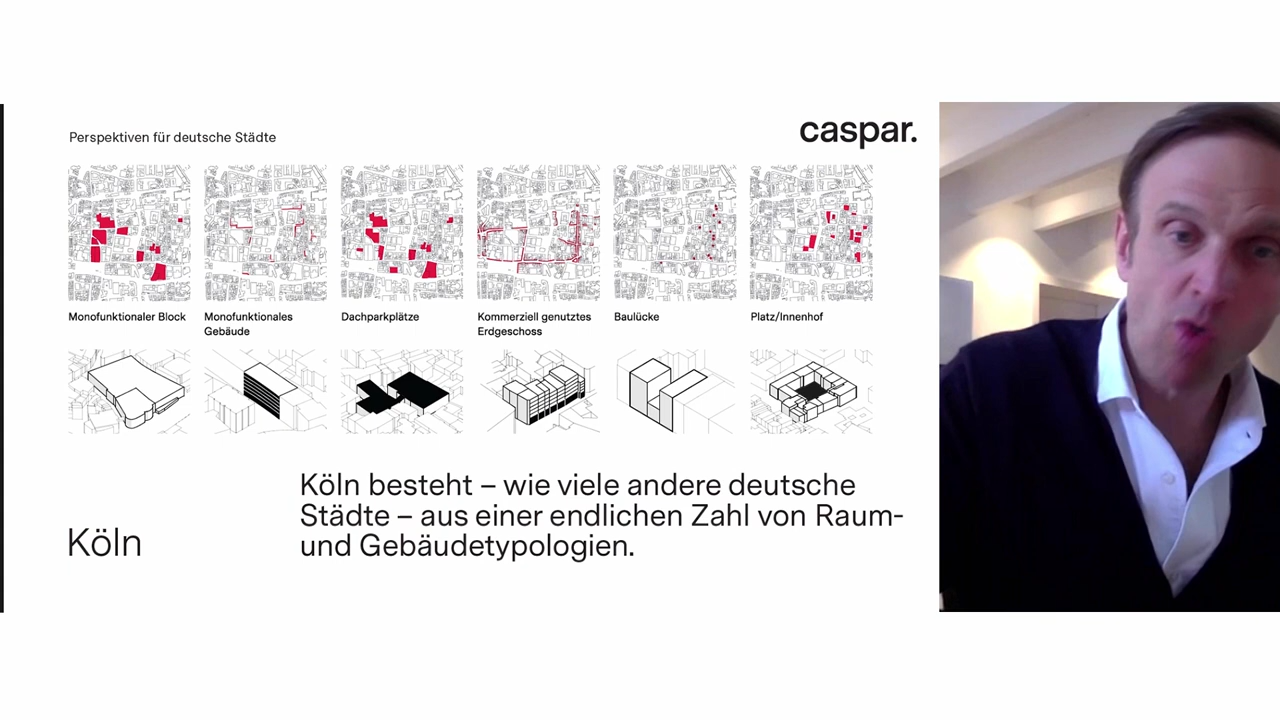 Perspektiven für deutsche Städte
caspar.
Monofunktionaler Block
Monofunktionales
Gebäude
Dachparkplätze
Kommerziell genutztes
Erdgeschoss
Baulücke
Platz/Innenhof
Köln
Köln besteht – wie viele andere deutsche
Städte – aus einer endlichen Zahl von Raum-
und Gebäudetypologien.